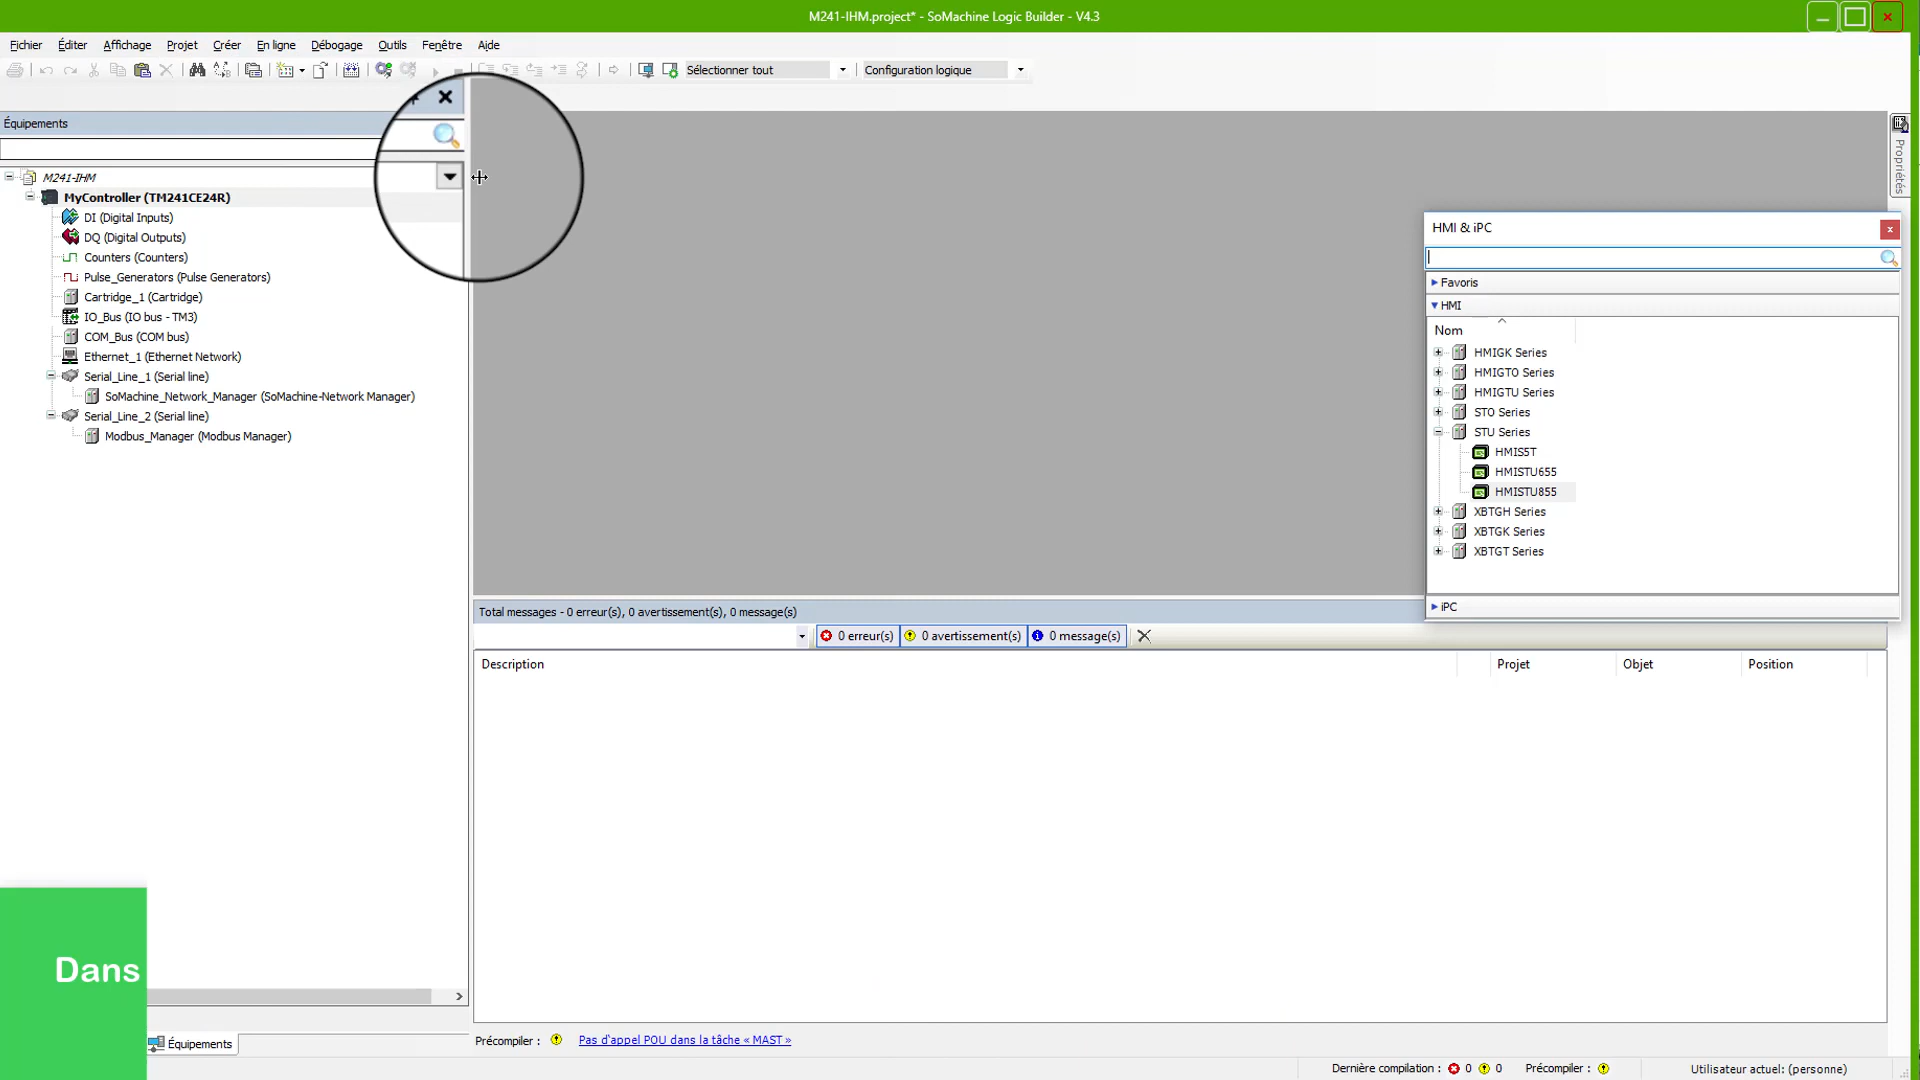 M241-IHM.project* - SoMachine Logic Builder - V4.3
Fichier Éditer Affichage Projet Créer En ligne Débogage Outils Fenêtre Aide
Sélectionner tout Configuration logique
Équipements
M241-IHM
MyController (TM241CE24R)
DI (Digital Inputs)
DQ (Digital Outputs)
Counters (Counters)
Pulse_Generators (Pulse Generators)
Cartridge_1 (Cartridge)
IO_Bus (IO bus - TM3)
COM_Bus (COM bus)
Ethernet_1 (Ethernet Network)
Serial_Line_1 (Serial line)
SoMachine_Network_Manager (SoMachine-Network Manager)
Serial_Line_2 (Serial line)
Modbus_Manager (Modbus Manager)
Propriétés
HMI & iPC
Favoris
HMI
Nom
HMIGK Series
HMIGTO Series
HMIGTU Series
STO Series
STU Series
HMIS5T
HMISTU655
HMISTU855
XBTGH Series
XBTGK Series
XBTGT Series
iPC
Total messages - 0 erreur(s), 0 avertissement(s), 0 message(s)
0 erreur(s) 0 avertissement(s) 0 message(s)
Description Projet Objet Position
Dans
Équipements
Précompiler : Pas d'appel POU dans la tâche « MAST »
Dernière compilation : 0 0 Précompiler : Utilisateur actuel: (personne)